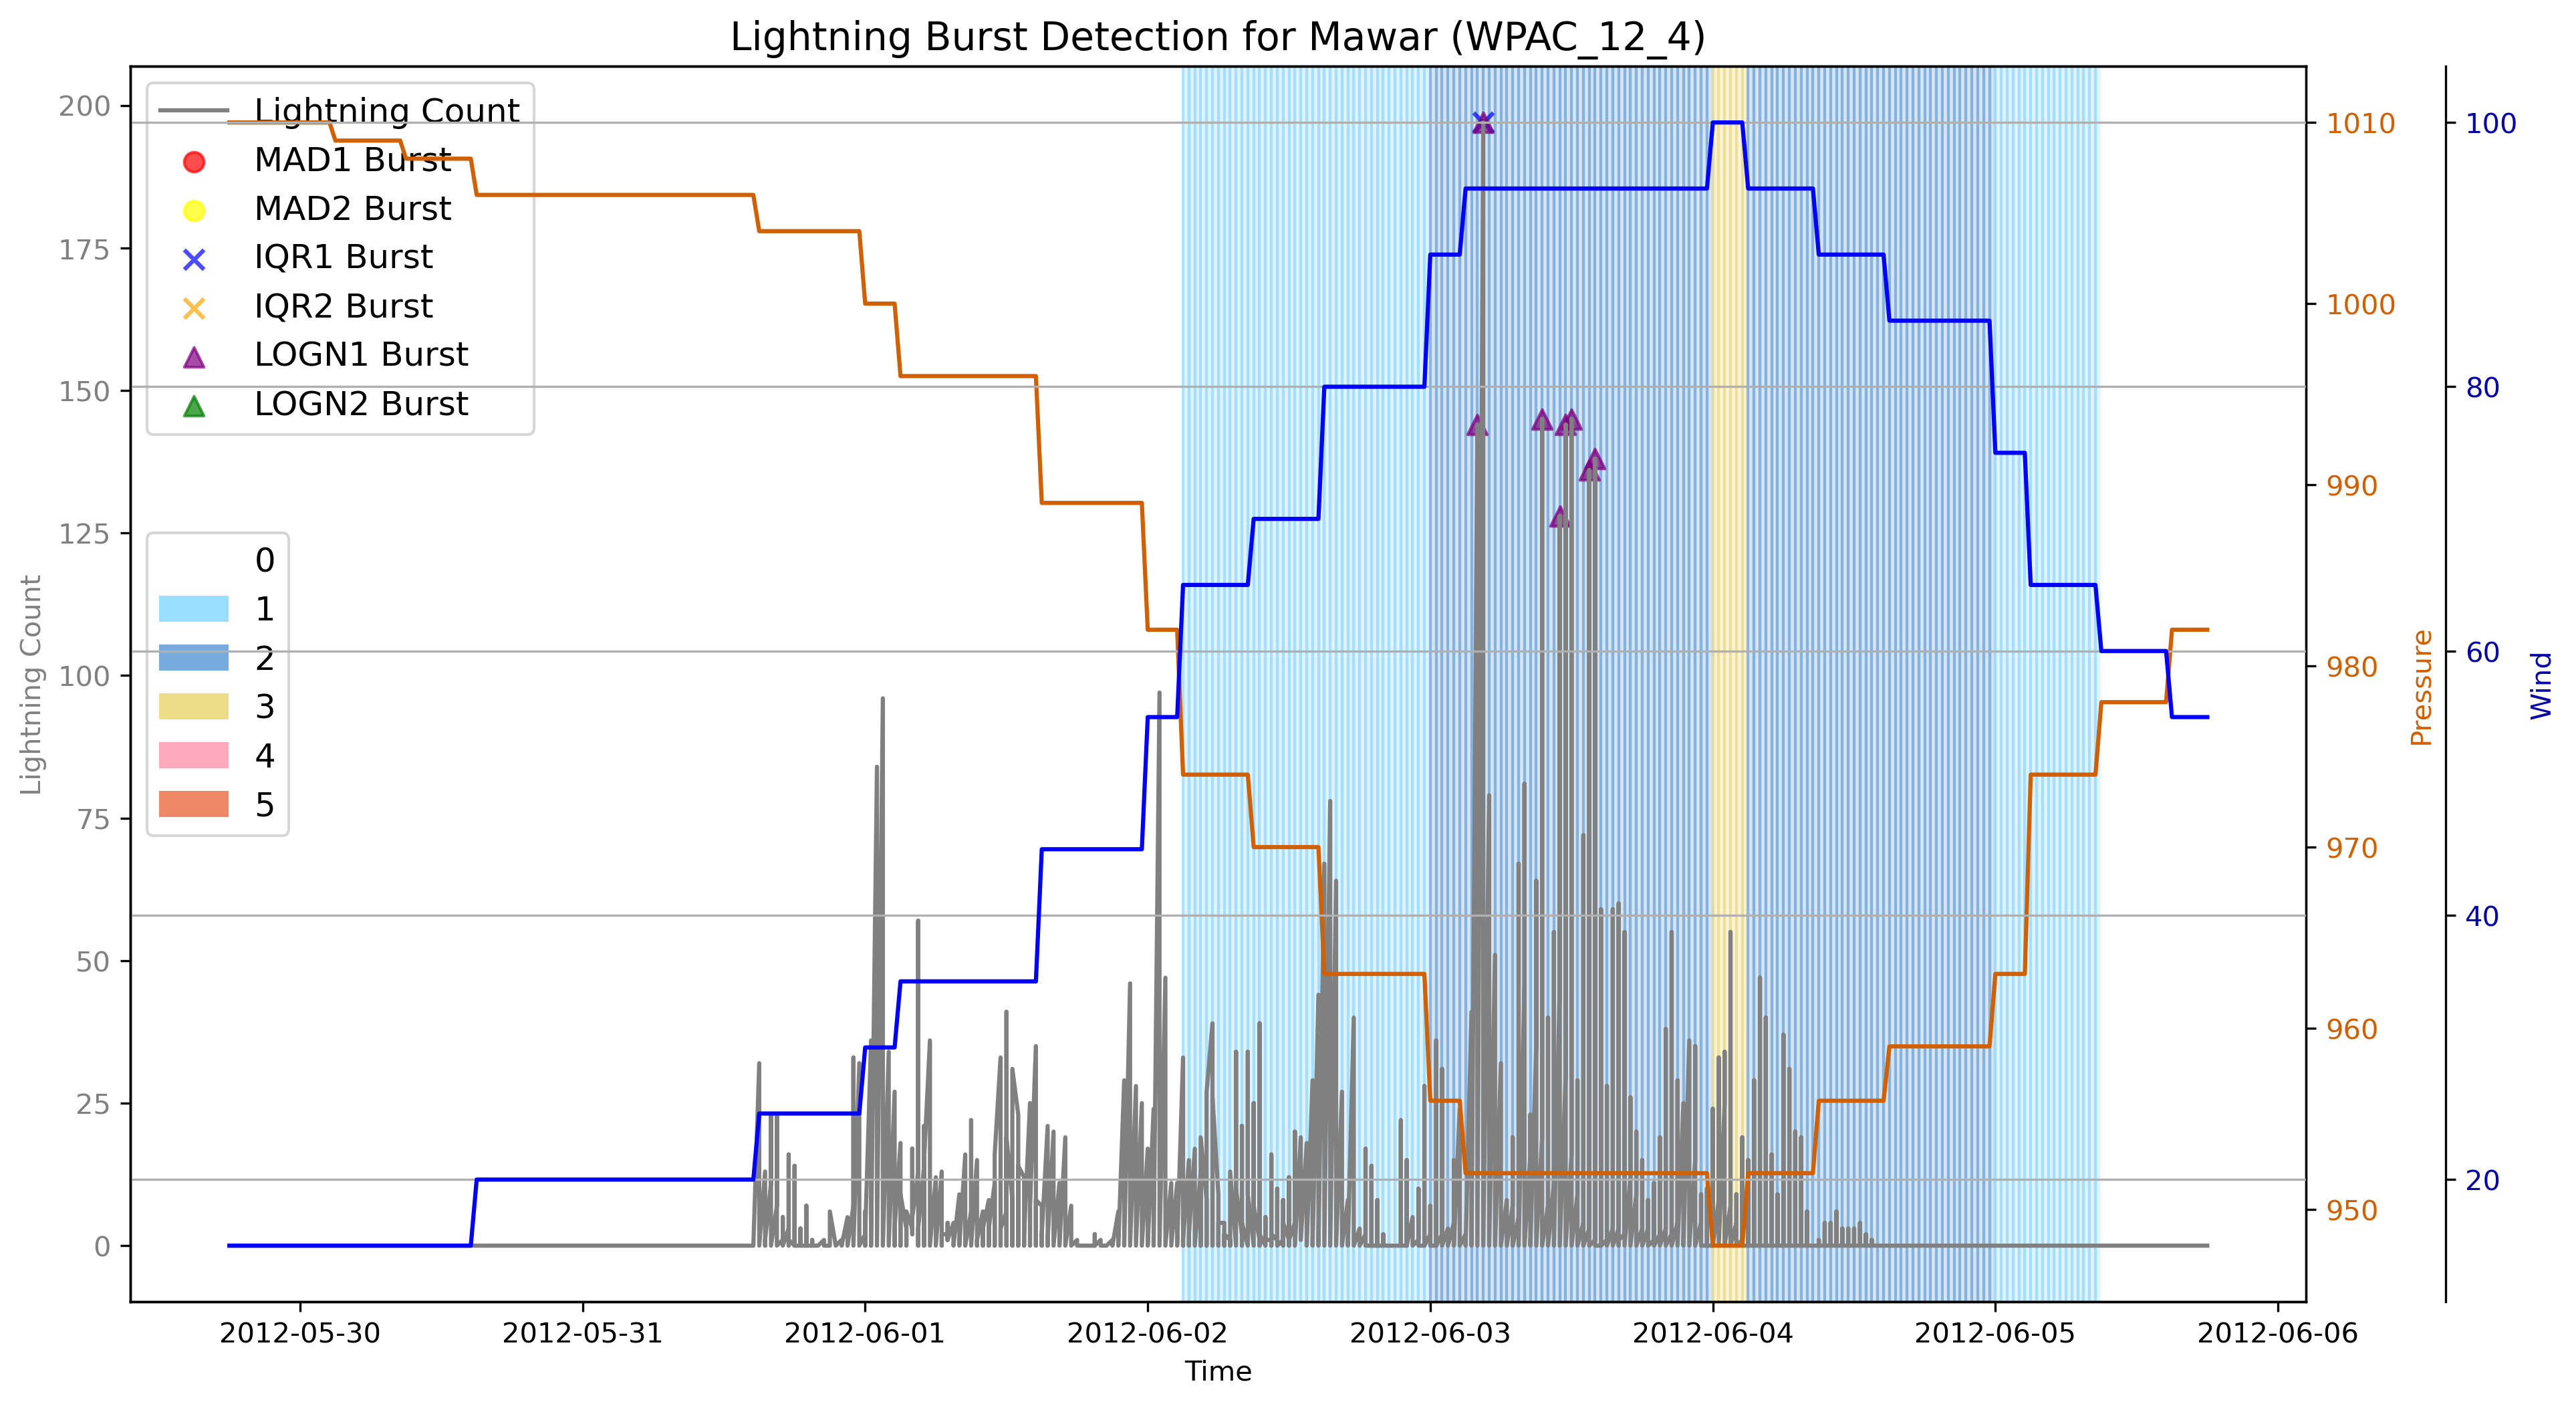 Lightning Burst Detection for Mawar (WPAC_12_4)
Lightning Count
MAD1 Burst
MAD2 Burst
IQR1 Burst
IQR2 Burst
LOGN1 Burst
LOGN2 Burst
0
1
2
3
4
5
Lightning Count
200
175
150
125
100
75
50
25
0
1010
1000
990
980
970
960
950
Pressure
100
80
60
40
20
Wind
2012-05-30
2012-05-31
2012-06-01
2012-06-02
2012-06-03
2012-06-04
2012-06-05
2012-06-06
Time